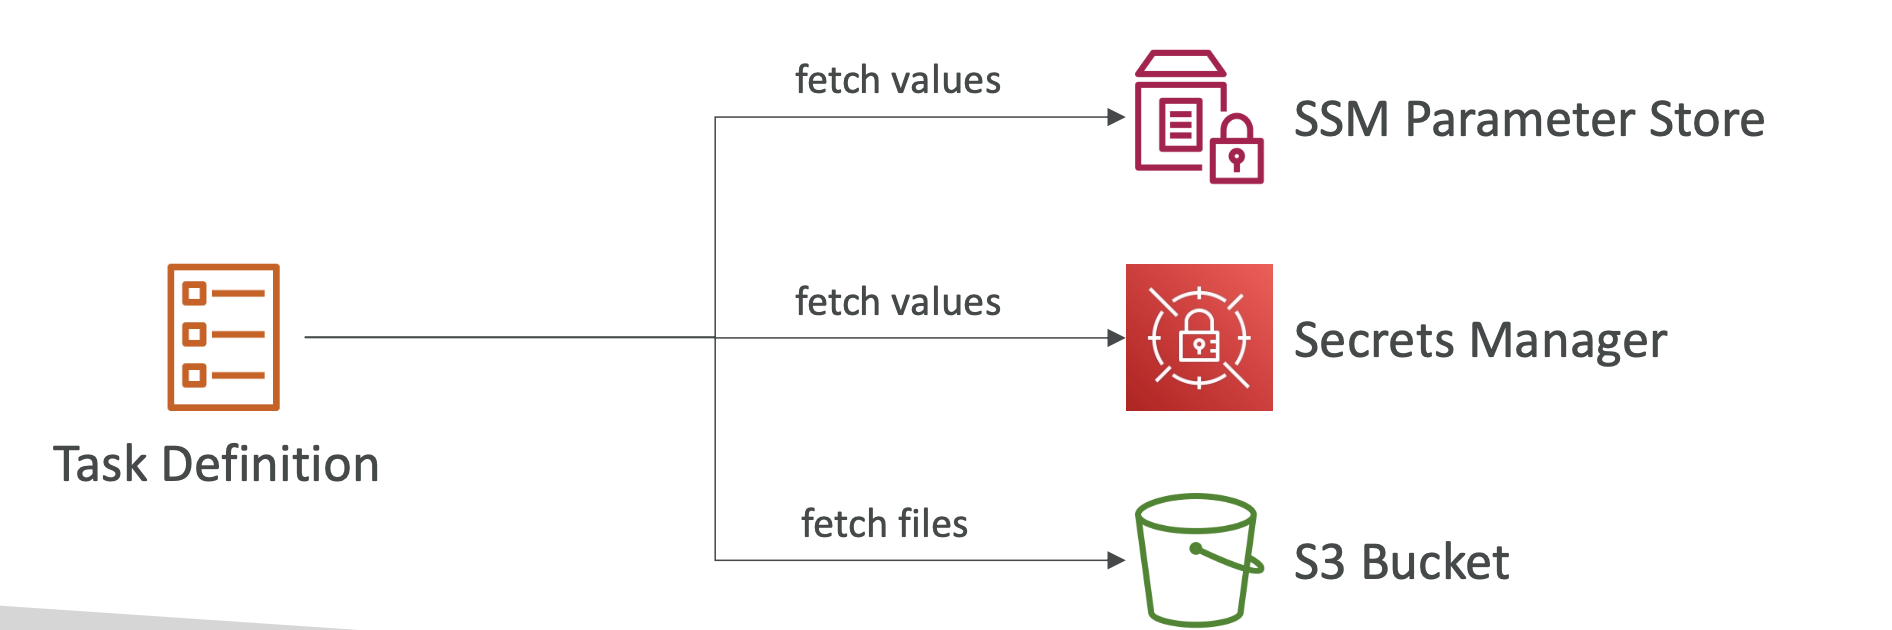 fetch values
SSM Parameter Store
fetch values
Secrets Manager
Task Definition
fetch files
S3 Bucket